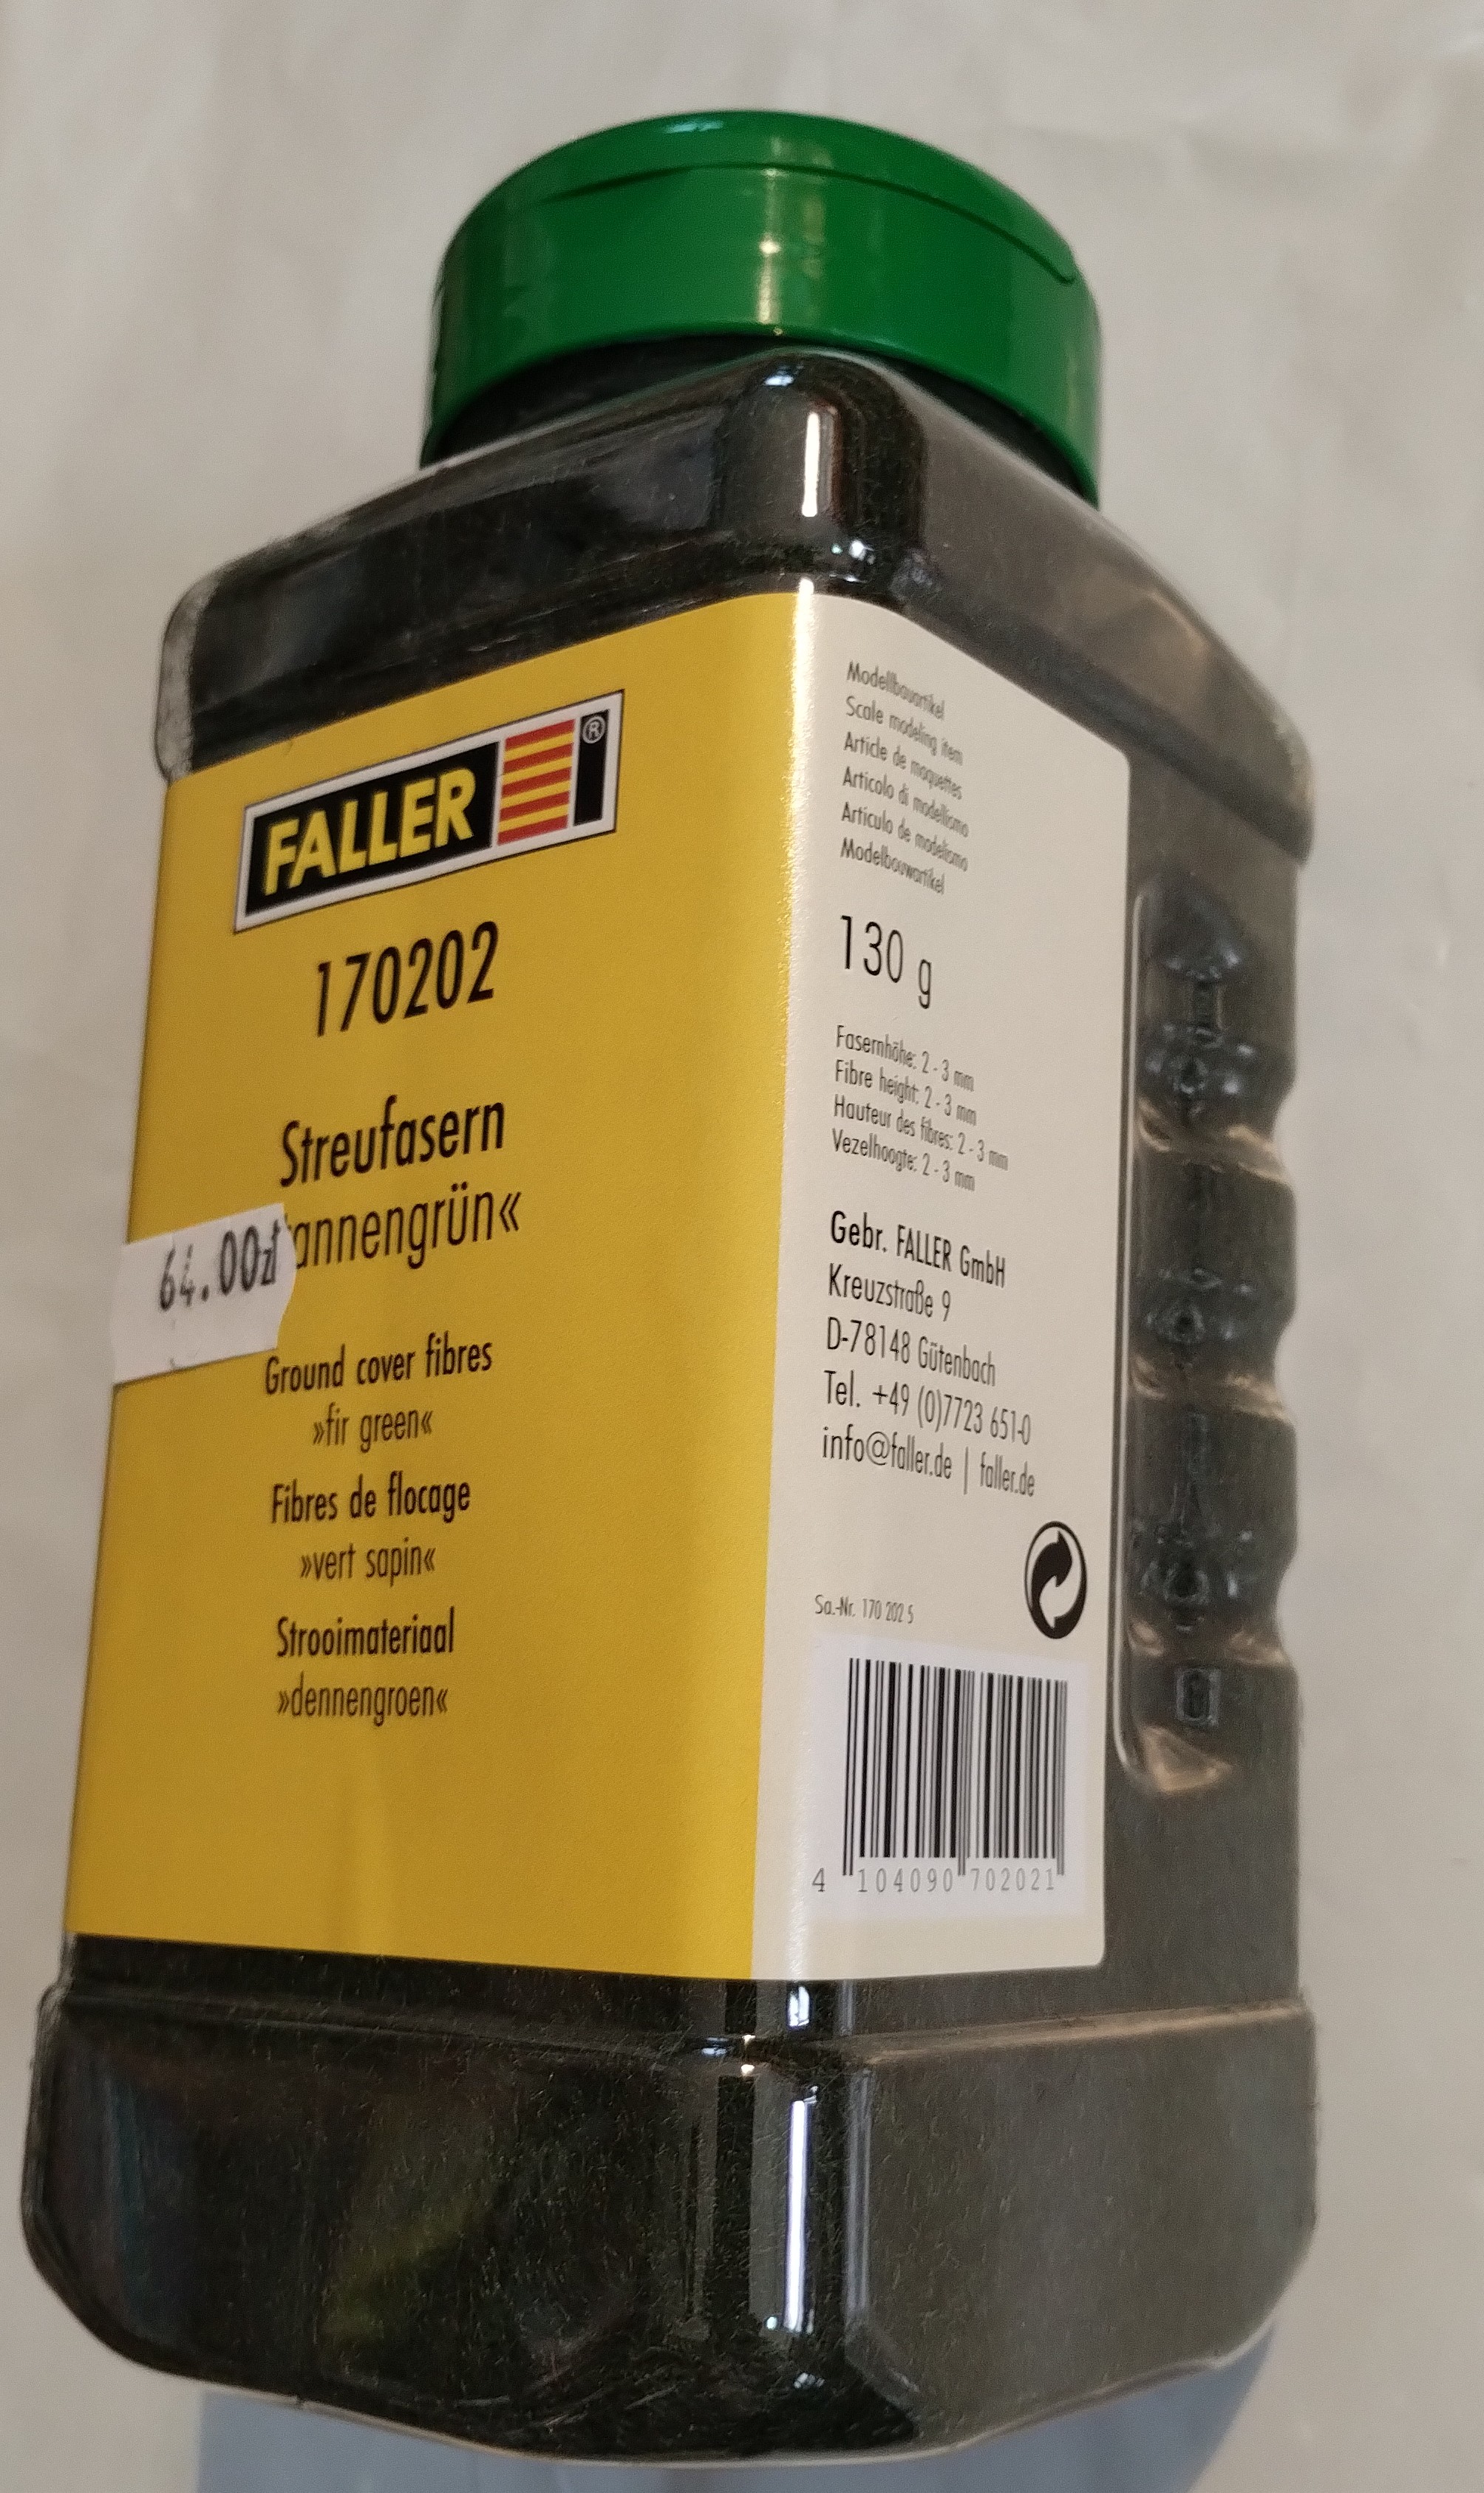 FALLER ®
170202
Streufasern
annengrün«
64.00zł
Ground cover fibres
»fir green«
Fibres de flocage
»vert sapin«
Strooimateriaal
»dennengroen«
Modellbauartikel
Scale modeling item
Article de maquettes
Articolo di modellismo
Artículo de modelismo
Modelbouwartikel
130 g
Fasernhöhe: 2 - 3 mm
Fibre height: 2 - 3 mm
Hauteur des fibres: 2 - 3 mm
Vezelhoogte: 2 - 3 mm
Gebr. FALLER GmbH
Kreuzstraße 9
D-78148 Gütenbach
Tel. +49 (0)7723 651-0
info@faller.de | faller.de
Sa.-Nr. 170 202 5
4 104090 702021